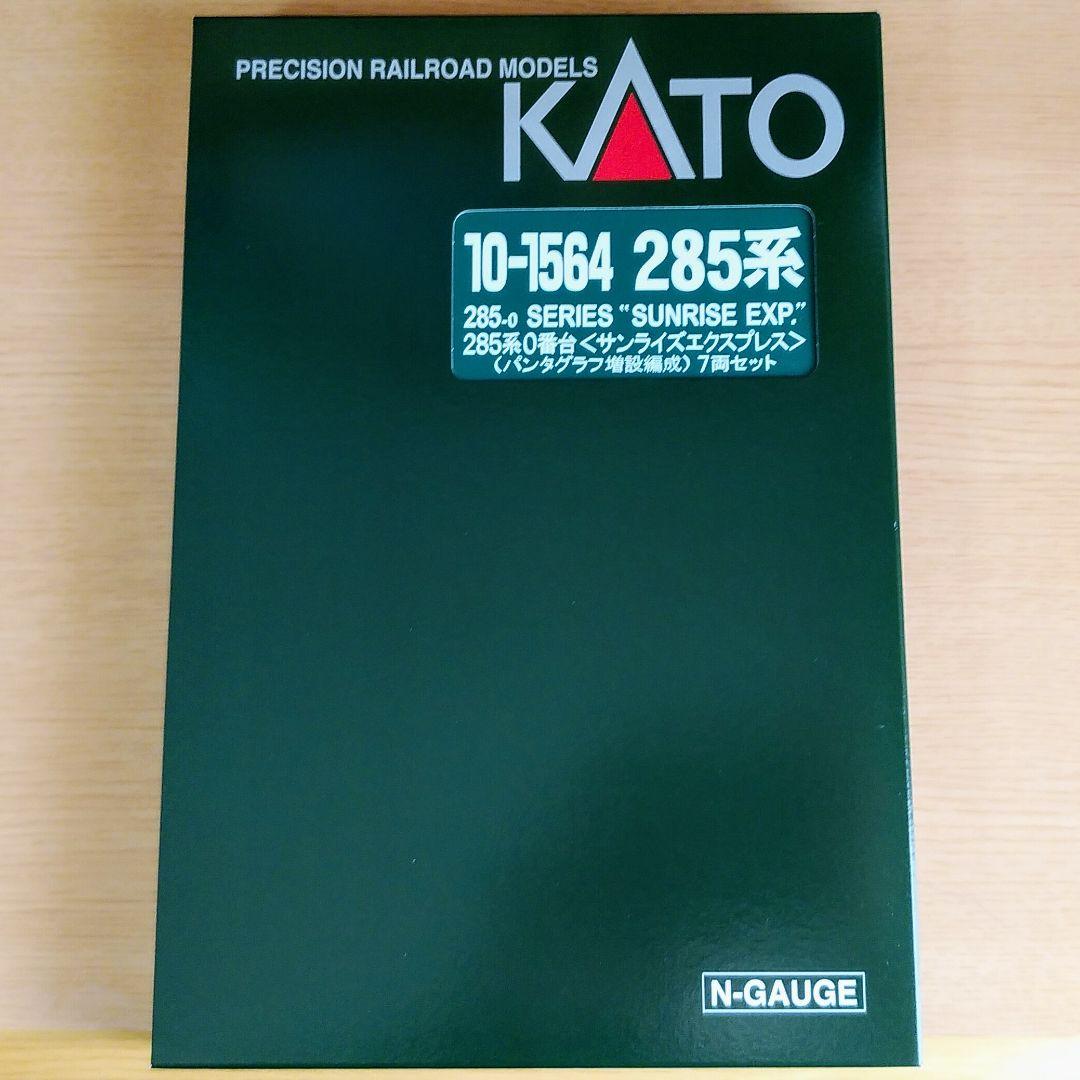 PRECISION RAILROAD MODELS
KATO
10-1564 285系
285-0 SERIES "SUNRISE EXP."
285系0番台<サンライズエクスプレス>
(パンタグラフ増設編成) 7両セット
N-GAUGE